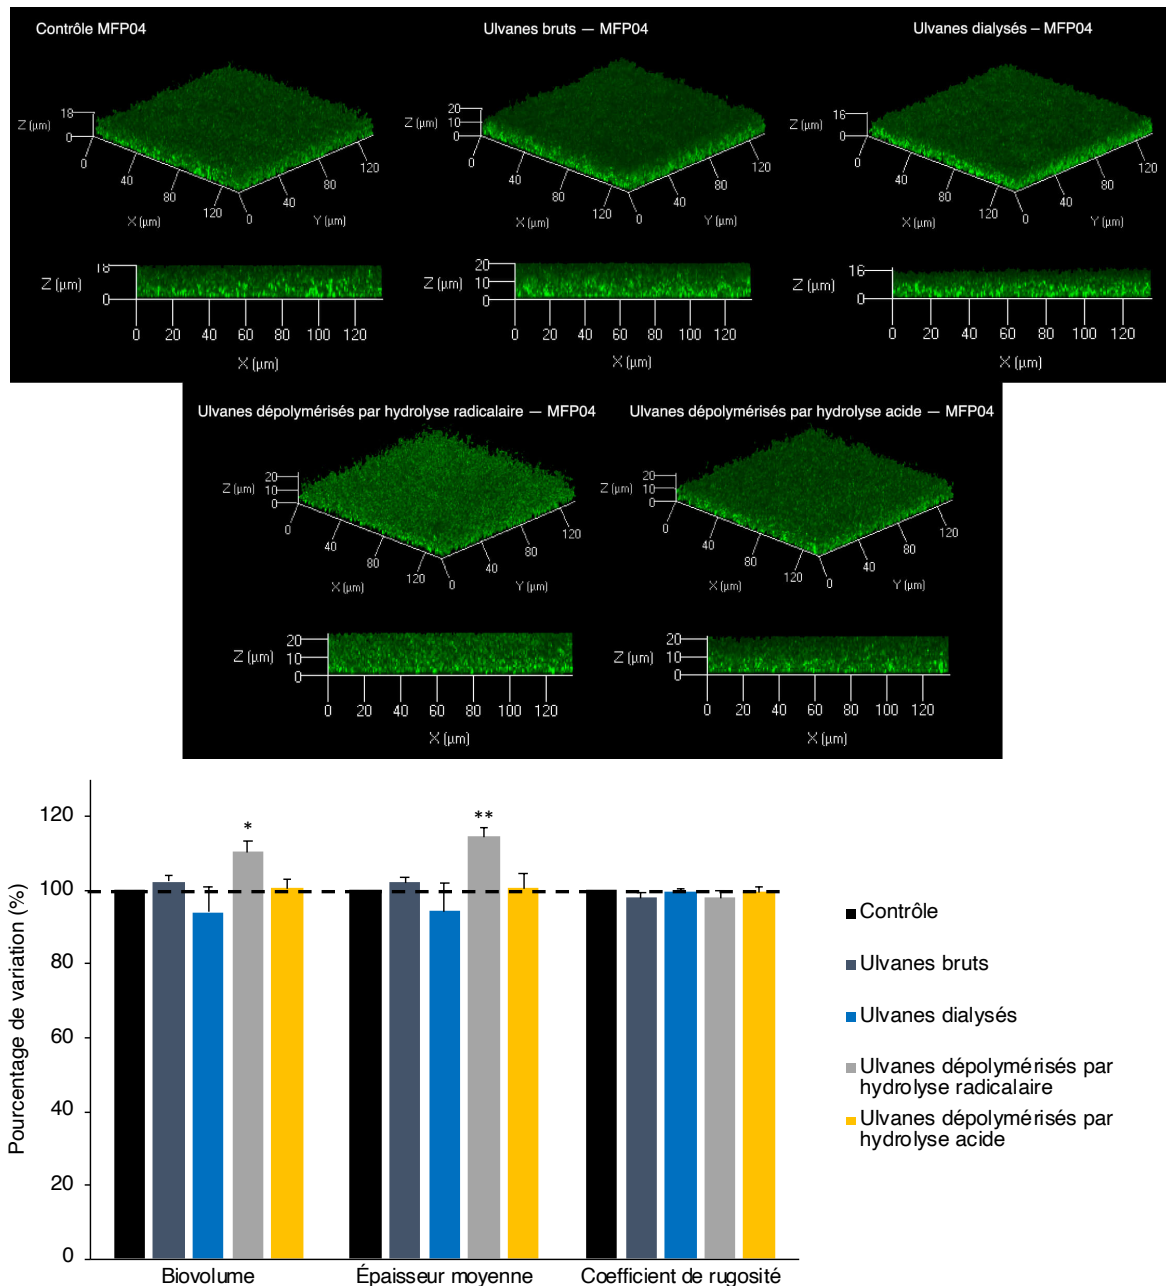 Contrôle MFP04
Ulvanes bruts — MFP04
Ulvanes dialysés – MFP04
Z (µm)
18
0
0
40
80
120
X (µm)
0
40
80
120
Y (µm)
Z (µm)
20
10
0
0
40
80
120
X (µm)
0
40
80
120
Y (µm)
Z (µm)
16
0
0
40
80
120
X (µm)
0
40
80
120
Y (µm)
Z (µm)
18
0
0 20 40 60 80 100 120
X (µm)
Z (µm)
20
10
0
0 20 40 60 80 100 120
X (µm)
Z (µm)
16
0
0 20 40 60 80 100 120
X (µm)
Ulvanes dépolymérisés par hydrolyse radicalaire — MFP04
Ulvanes dépolymérisés par hydrolyse acide — MFP04
Z (µm)
20
10
0
0
40
80
120
X (µm)
0
40
80
120
Y (µm)
Z (µm)
20
10
0
0
40
80
120
X (µm)
0
40
80
120
Y (µm)
Z (µm)
20
10
0
0 20 40 60 80 100 120
X (µm)
Z (µm)
20
10
0
0 20 40 60 80 100 120
X (µm)
Pourcentage de variation (%)
120
100
80
60
40
20
0
*
**
Biovolume
Épaisseur moyenne
Coefficient de rugosité
Contrôle
Ulvanes bruts
Ulvanes dialysés
Ulvanes dépolymérisés par
hydrolyse radicalaire
Ulvanes dépolymérisés par
hydrolyse acide